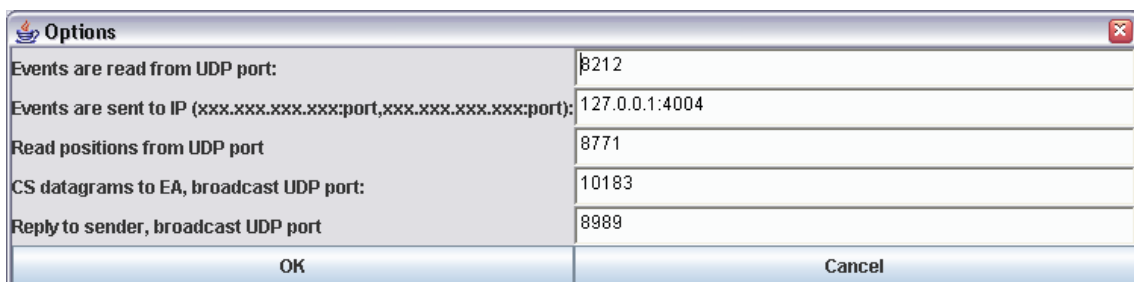 Options
Events are read from UDP port: 8212
Events are sent to IP (xxx.xxx.xxx.xxx:port,xxx.xxx.xxx.xxx:port): 127.0.0.1:4004
Read positions from UDP port 8771
CS datagrams to EA, broadcast UDP port: 10183
Reply to sender, broadcast UDP port 8989
OK Cancel